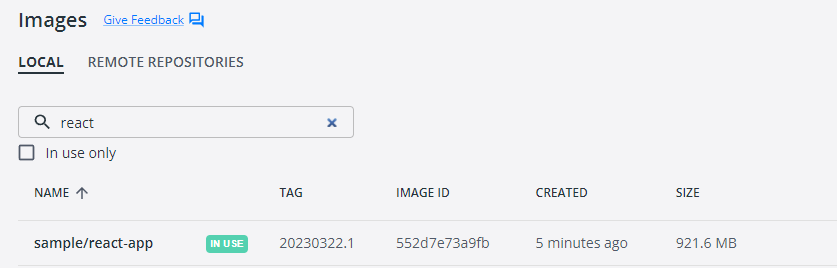 Images Give Feedback
LOCAL REMOTE REPOSITORIES
react
In use only
NAME TAG IMAGE ID CREATED SIZE
sample/react-app IN USE 20230322.1 552d7e73a9fb 5 minutes ago 921.6 MB